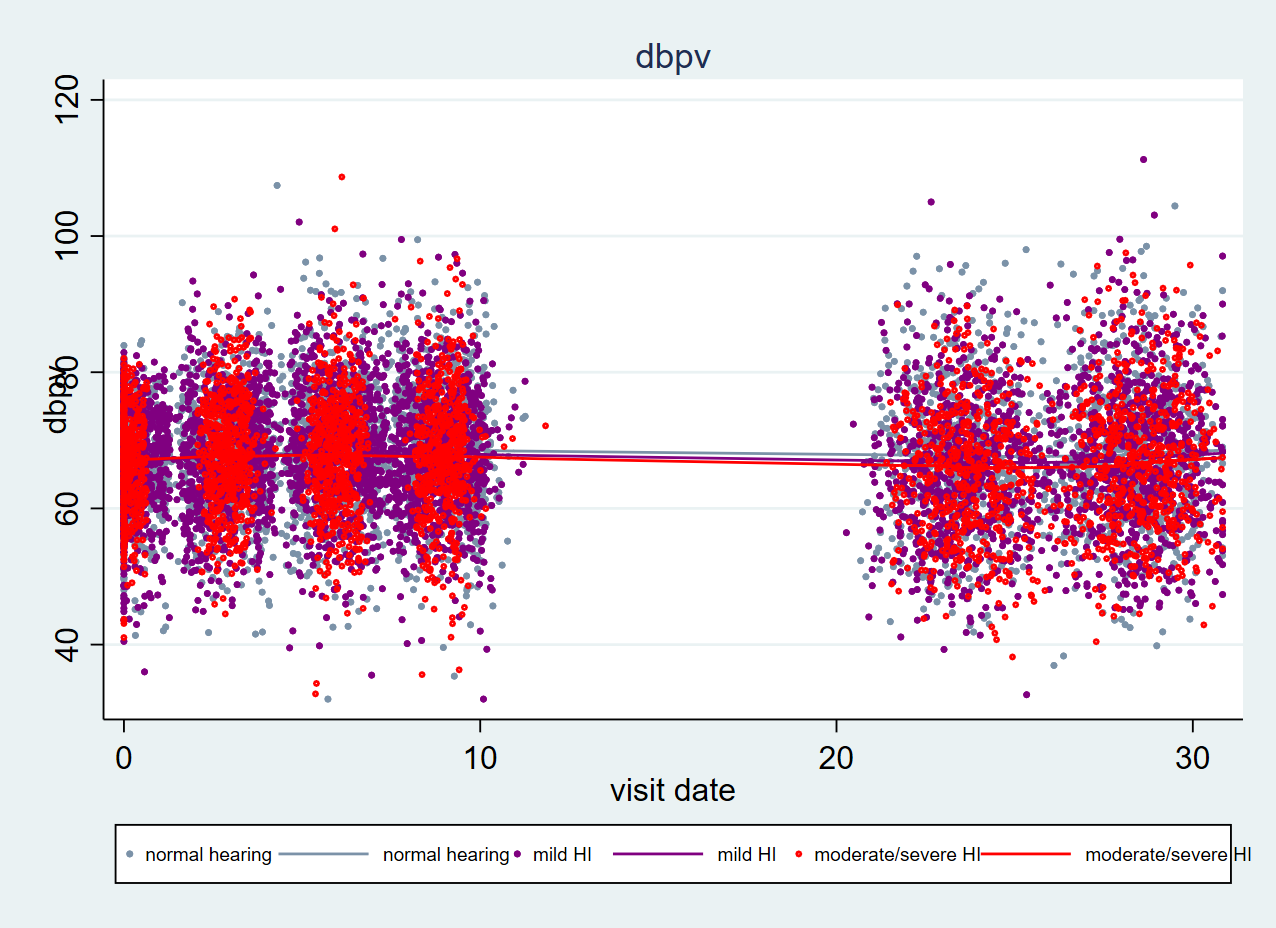 dbpv
120
100
80
60
40
dbpv
0 10 20 30
visit date
normal hearing normal hearing mild HI mild HI moderate/severe HI moderate/severe HI